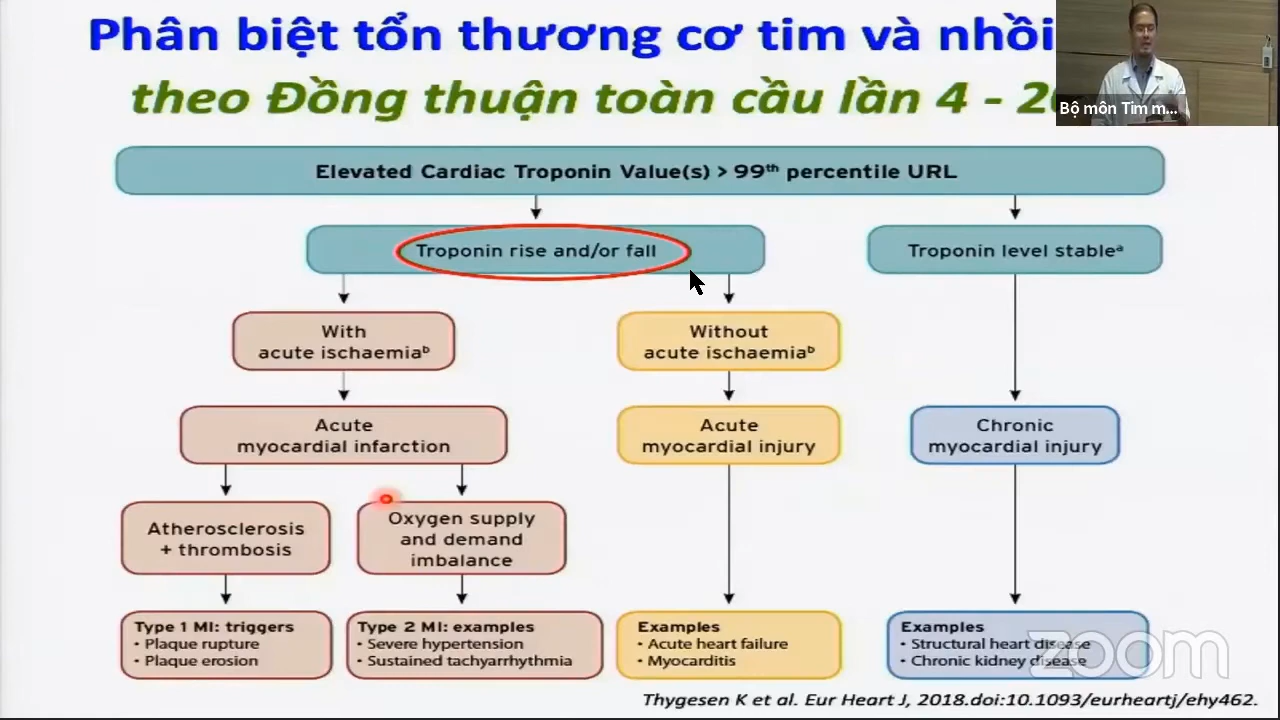 Phân biệt tổn thương cơ tim và nhồi
theo Đồng thuận toàn cầu lần 4 - 20
Bộ môn Tim m...
Elevated Cardiac Troponin Value(s) > 99th percentile URL
Troponin rise and/or fall
Troponin level stableᵃ
With
acute ischaemiaᵇ
Without
acute ischaemiaᵇ
Acute
myocardial infarction
Acute
myocardial injury
Chronic
myocardial injury
Atherosclerosis
+ thrombosis
Oxygen supply
and demand
imbalance
Type 1 MI: triggers
• Plaque rupture
• Plaque erosion
Type 2 MI: examples
• Severe hypertension
• Sustained tachyarrhythmia
Examples
• Acute heart failure
• Myocarditis
Examples
• Structural heart disease
• Chronic kidney disease
zoom
Thygesen K et al. Eur Heart J, 2018.doi:10.1093/eurheartj/ehy462.